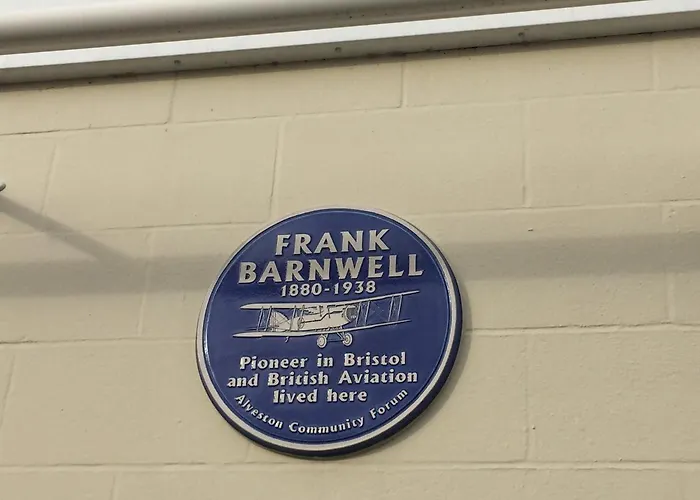 FRANK
BARNWELL
1880-1938
Pioneer in Bristol
and British Aviation
lived here
Alveston Community Forum